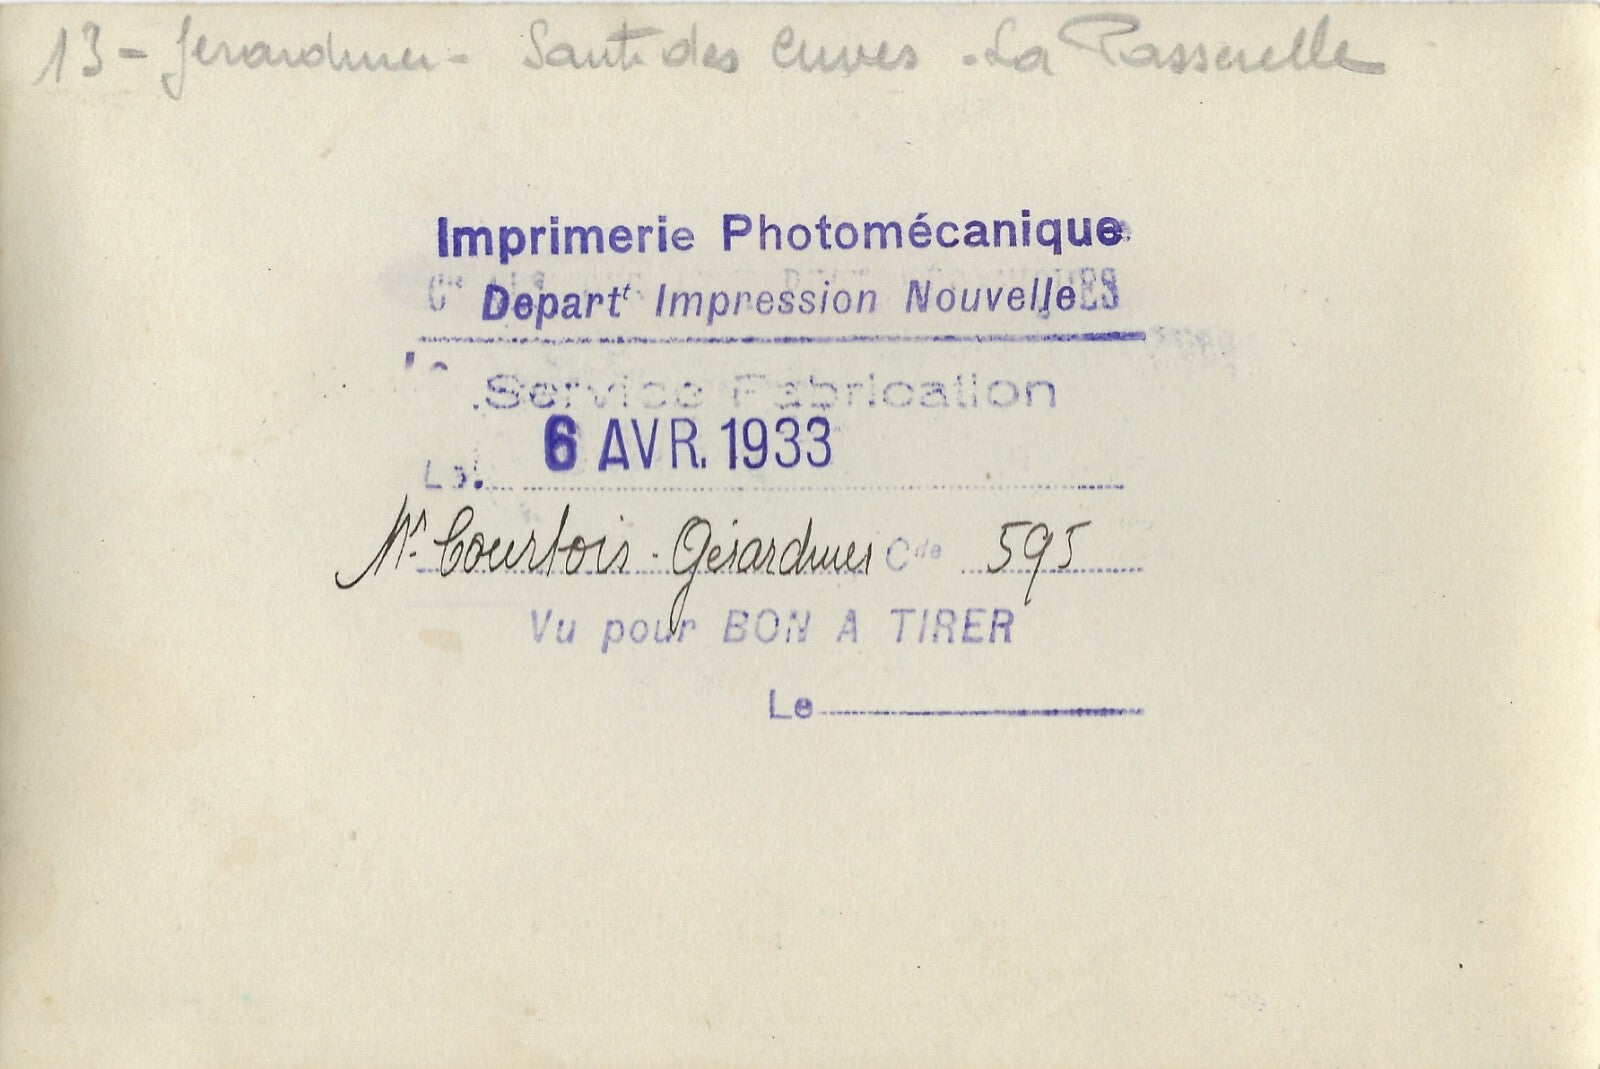 13 - Gerardmer - Saut des Cuves - La Passerelle
Imprimerie Photomécanique
Departt Impression Nouvelle
Service Fabrication
6 AVR. 1933
Le
Mr Courtois - Gérardmer Cde 595
Vu pour BON A TIRER
Le